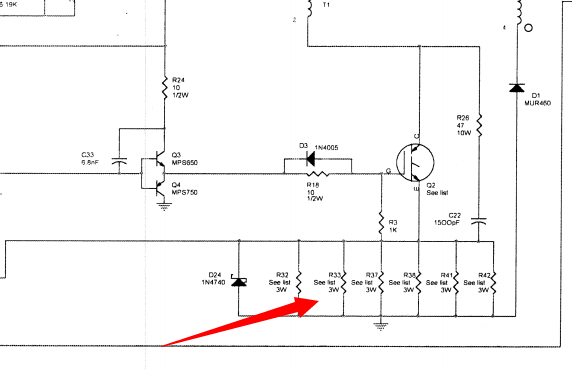 6 19K
T1
2
4
R24
10
1/2W
D1
MUR460
R26
47
10W
C33
6.8nF
Q3
MPS650
Q4
MPS750
D3
1N4005
R18
10
1/2W
C
G
E
Q2
See list
R3
1K
C22
1500pF
D24
1N4740
R32
See list
3W
R33
See list
3W
R37
See list
3W
R38
See list
3W
R41
See list
3W
R42
See list
3W